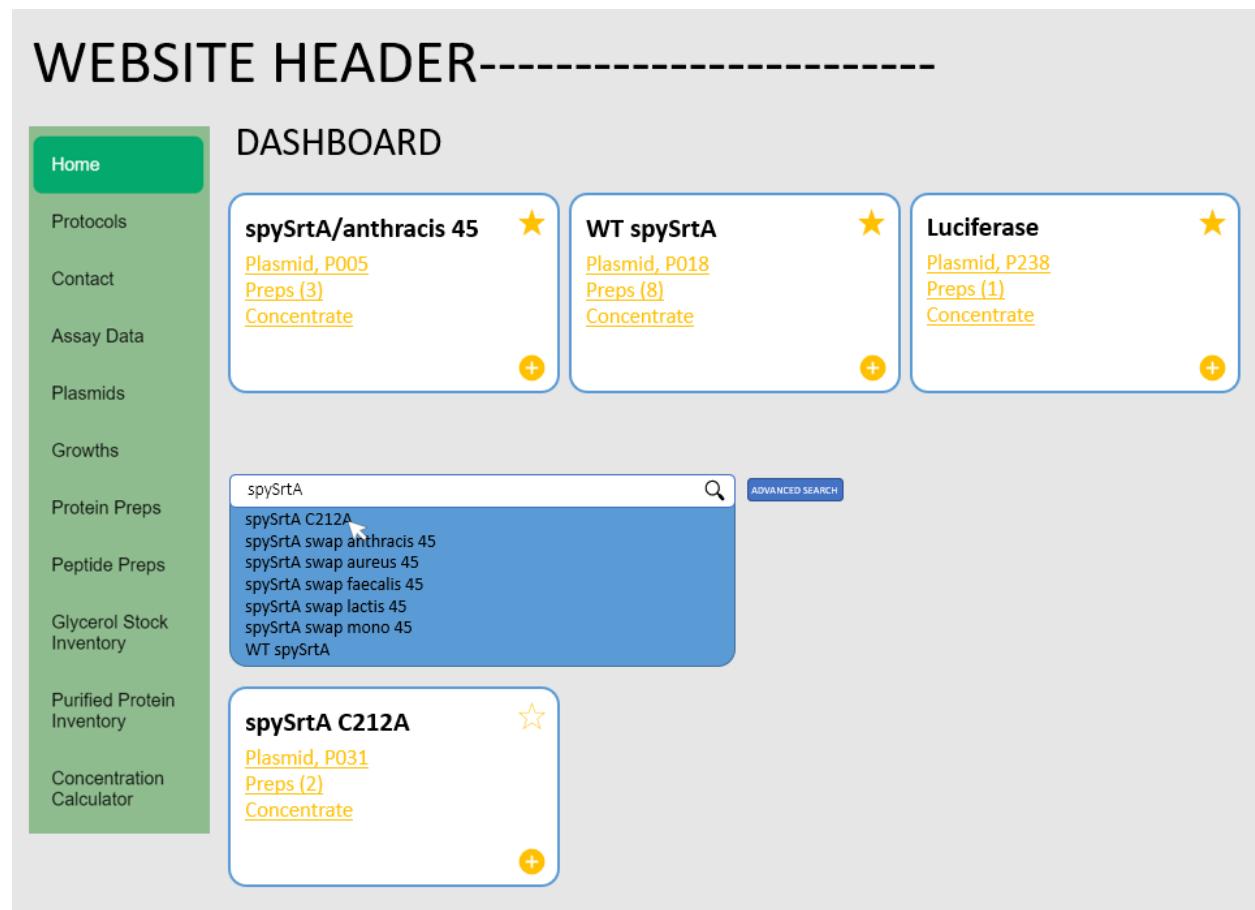 WEBSITE HEADER------------------------
Home
Protocols
Contact
Assay Data
Plasmids
Growths
Protein Preps
Peptide Preps
Glycerol Stock
Inventory
Purified Protein
Inventory
Concentration
Calculator
DASHBOARD
spySrtA/anthracis 45
Plasmid, P005
Preps (3)
Concentrate
WT spySrtA
Plasmid, P018
Preps (8)
Concentrate
Luciferase
Plasmid, P238
Preps (1)
Concentrate
spySrtA
ADVANCED SEARCH
spySrtA C212A
spySrtA swap anthracis 45
spySrtA swap aureus 45
spySrtA swap faecalis 45
spySrtA swap lactis 45
spySrtA swap mono 45
WT spySrtA
spySrtA C212A
Plasmid, P031
Preps (2)
Concentrate